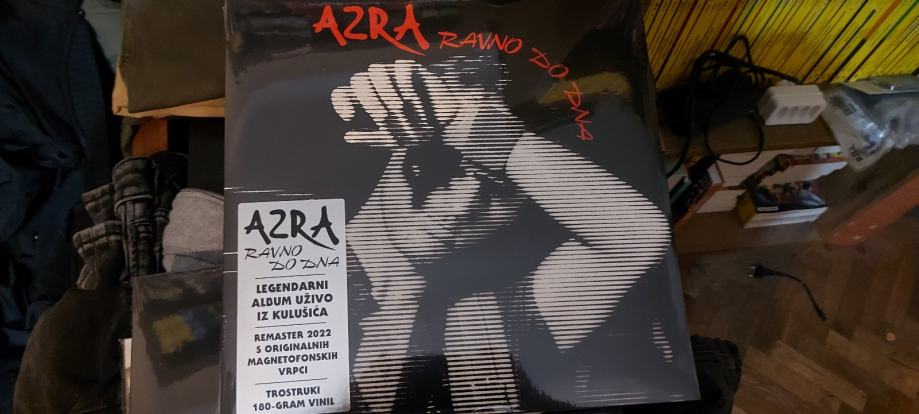 AZRA RAVNO DO DNA
AZRA
RAVNO
DO DNA
LEGENDARNI
ALBUM UŽIVO
IZ KULUŠIĆA
REMASTER 2022
S ORIGINALNIH
MAGNETOFONSKIH
VRPCI
TROSTRUKI
180-GRAM VINIL